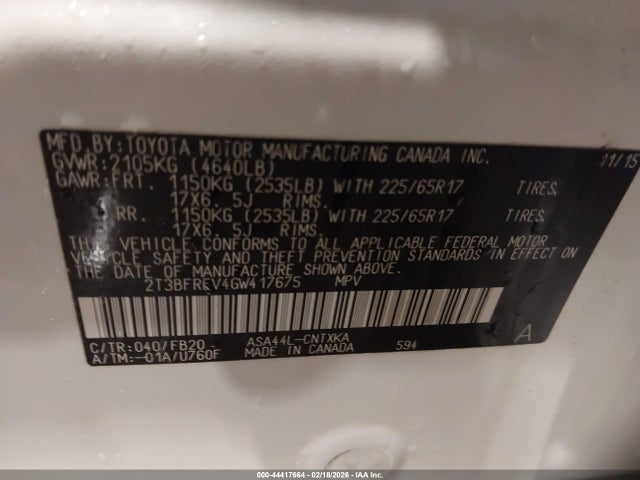 MFD. BY: TOYOTA MOTOR MANUFACTURING CANADA INC. 11/15
GVWR: 2105KG (4640LB)
GAWR: FRT. 1150KG (2535LB) WITH 225/65R17 TIRES,
17X6. 5J RIMS.
RR. 1150KG (2535LB) WITH 225/65R17 TIRES,
17X6. 5J RIMS.
THIS VEHICLE CONFORMS TO ALL APPLICABLE FEDERAL MOTOR
VEHICLE SAFETY AND THEFT PREVENTION STANDARDS IN EFFECT ON
THE DATE OF MANUFACTURE SHOWN ABOVE.
2T3BFREV4GW417675 MPV
C/TR: 040/FB20 ASA44L-CNTXKA 594 A
A/TM: -01A/U760F MADE IN CANADA
000-44417664 - 02/18/2026 - IAA Inc.